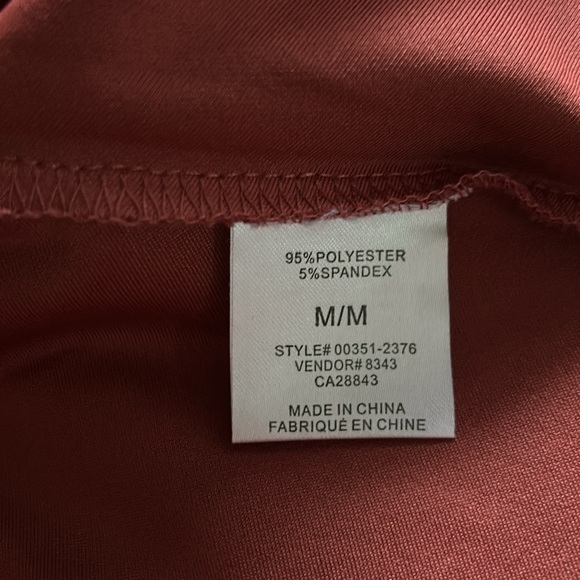 95%POLYESTER
5%SPANDEX
M/M
STYLE# 00351-2376
VENDOR# 8343
CA28843
MADE IN CHINA
FABRIQUÉ EN CHINE